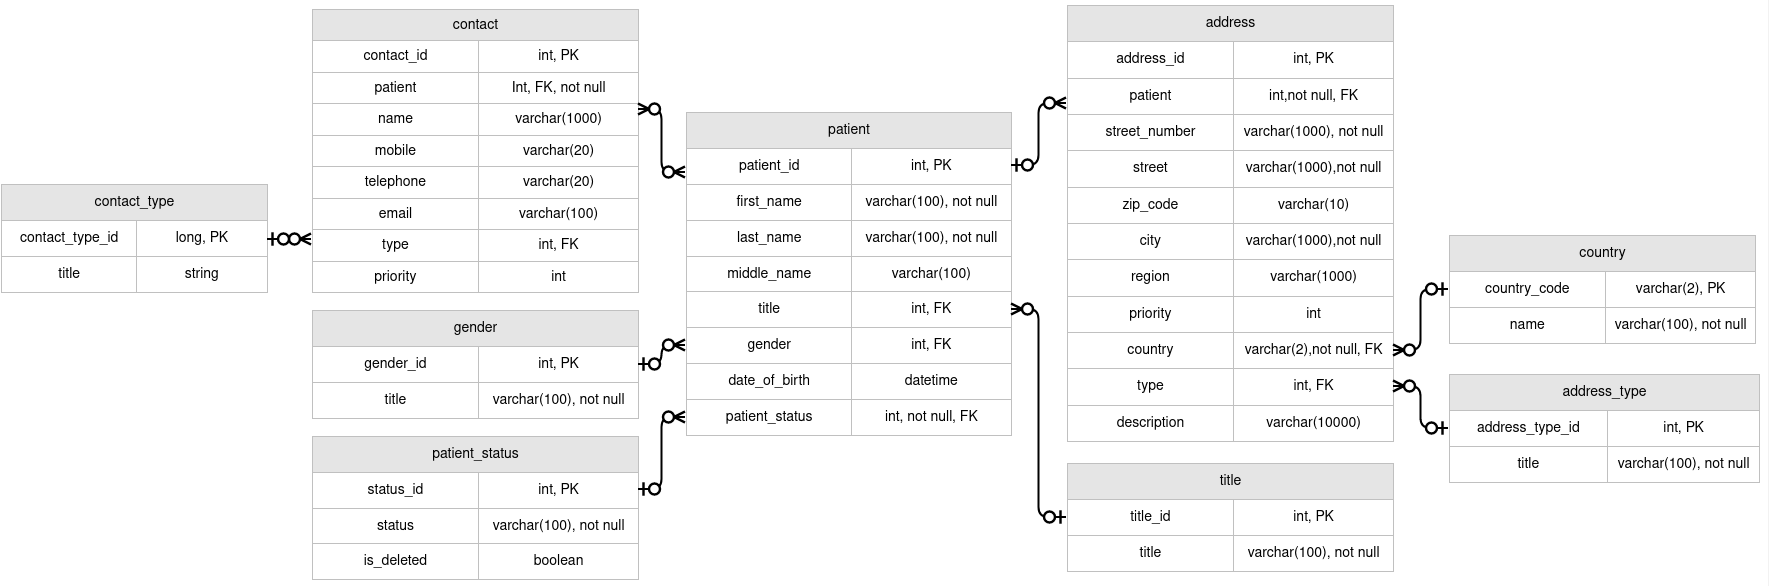 contact
contact_id int, PK
patient Int, FK, not null
name varchar(1000)
mobile varchar(20)
telephone varchar(20)
email varchar(100)
type int, FK
priority int
contact_type
contact_type_id long, PK
title string
gender
gender_id int, PK
title varchar(100), not null
patient_status
status_id int, PK
status varchar(100), not null
is_deleted boolean
patient
patient_id int, PK
first_name varchar(100), not null
last_name varchar(100), not null
middle_name varchar(100)
title int, FK
gender int, FK
date_of_birth datetime
patient_status int, not null, FK
address
address_id int, PK
patient int,not null, FK
street_number varchar(1000), not null
street varchar(1000),not null
zip_code varchar(10)
city varchar(1000),not null
region varchar(1000)
priority int
country varchar(2),not null, FK
type int, FK
description varchar(10000)
title
title_id int, PK
title varchar(100), not null
country
country_code varchar(2), PK
name varchar(100), not null
address_type
address_type_id int, PK
title varchar(100), not null